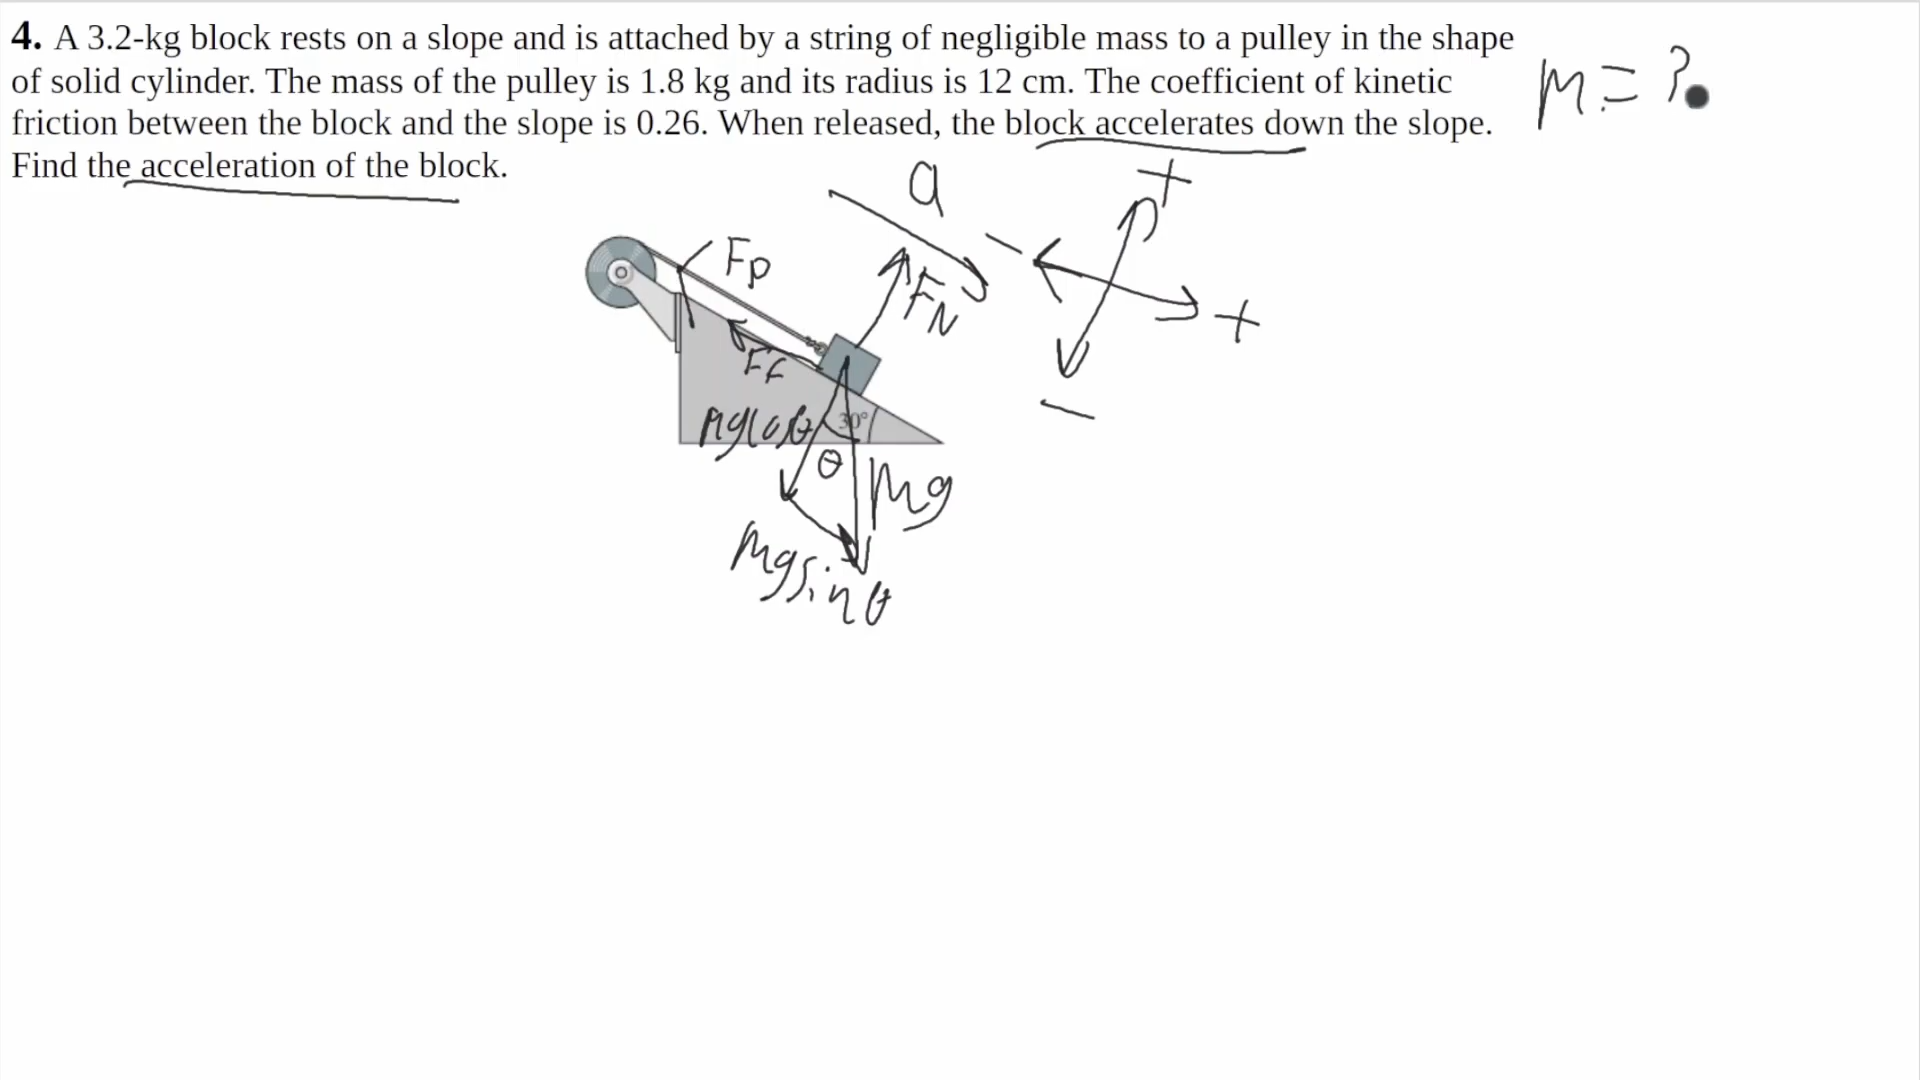 4. A 3.2-kg block rests on a slope and is attached by a string of negligible mass to a pulley in the shape
of solid cylinder. The mass of the pulley is 1.8 kg and its radius is 12 cm. The coefficient of kinetic
friction between the block and the slope is 0.26. When released, the block accelerates down the slope.
Find the acceleration of the block.
M = ?
a
+
−
Fp
FN
+
Ff
−
Mgcosθ
30°
θ
Mg
Mgsinθ